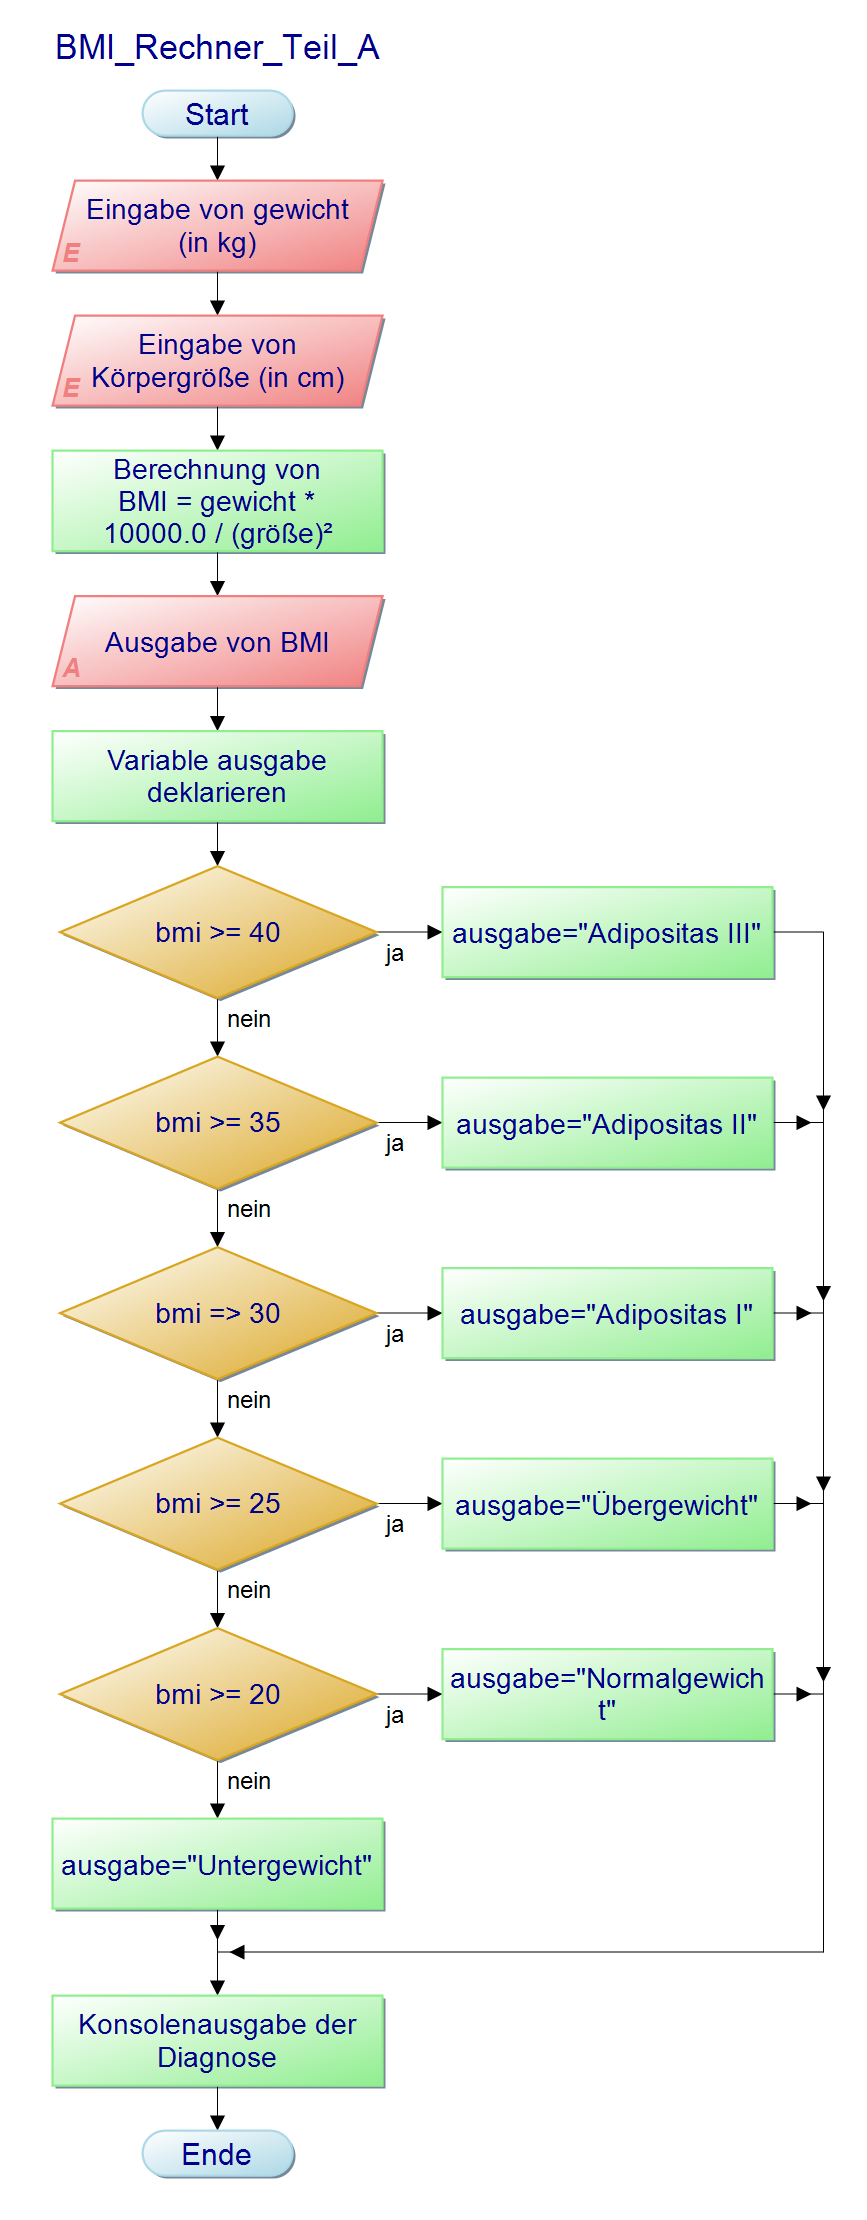 BMI_Rechner_Teil_A
Start
Eingabe von gewicht
(in kg)
E
Eingabe von
Körpergröße (in cm)
E
Berechnung von
BMI = gewicht *
10000.0 / (größe)²
Ausgabe von BMI
A
Variable ausgabe
deklarieren
bmi >= 40
ja
ausgabe="Adipositas III"
nein
bmi >= 35
ja
ausgabe="Adipositas II"
nein
bmi => 30
ja
ausgabe="Adipositas I"
nein
bmi >= 25
ja
ausgabe="Übergewicht"
nein
bmi >= 20
ja
ausgabe="Normalgewich
t"
nein
ausgabe="Untergewicht"
Konsolenausgabe der
Diagnose
Ende